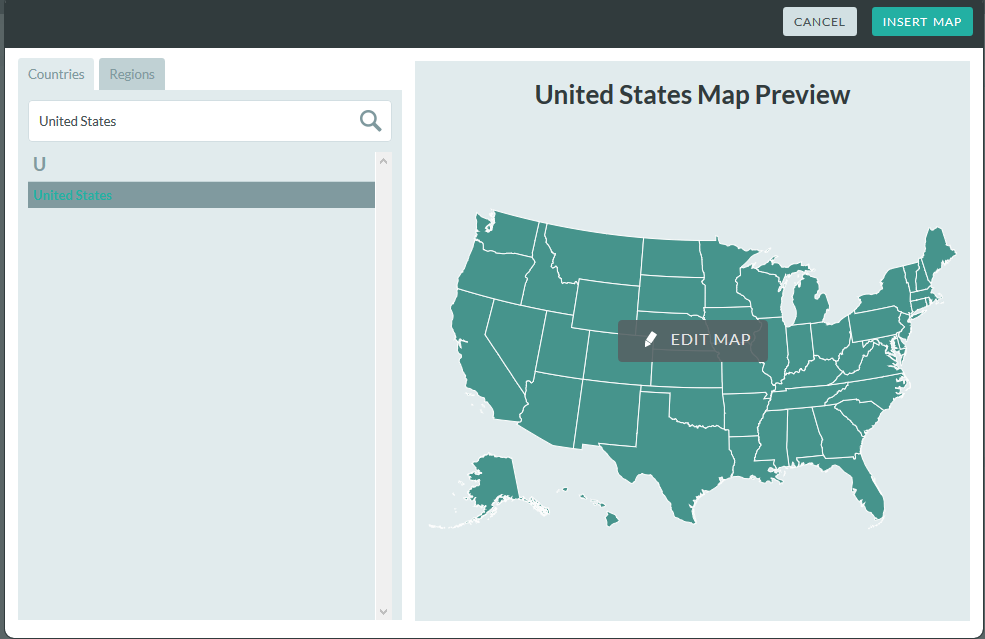 CANCEL
INSERT MAP
Countries
Regions
United States
U
United States
United States Map Preview
EDIT MAP